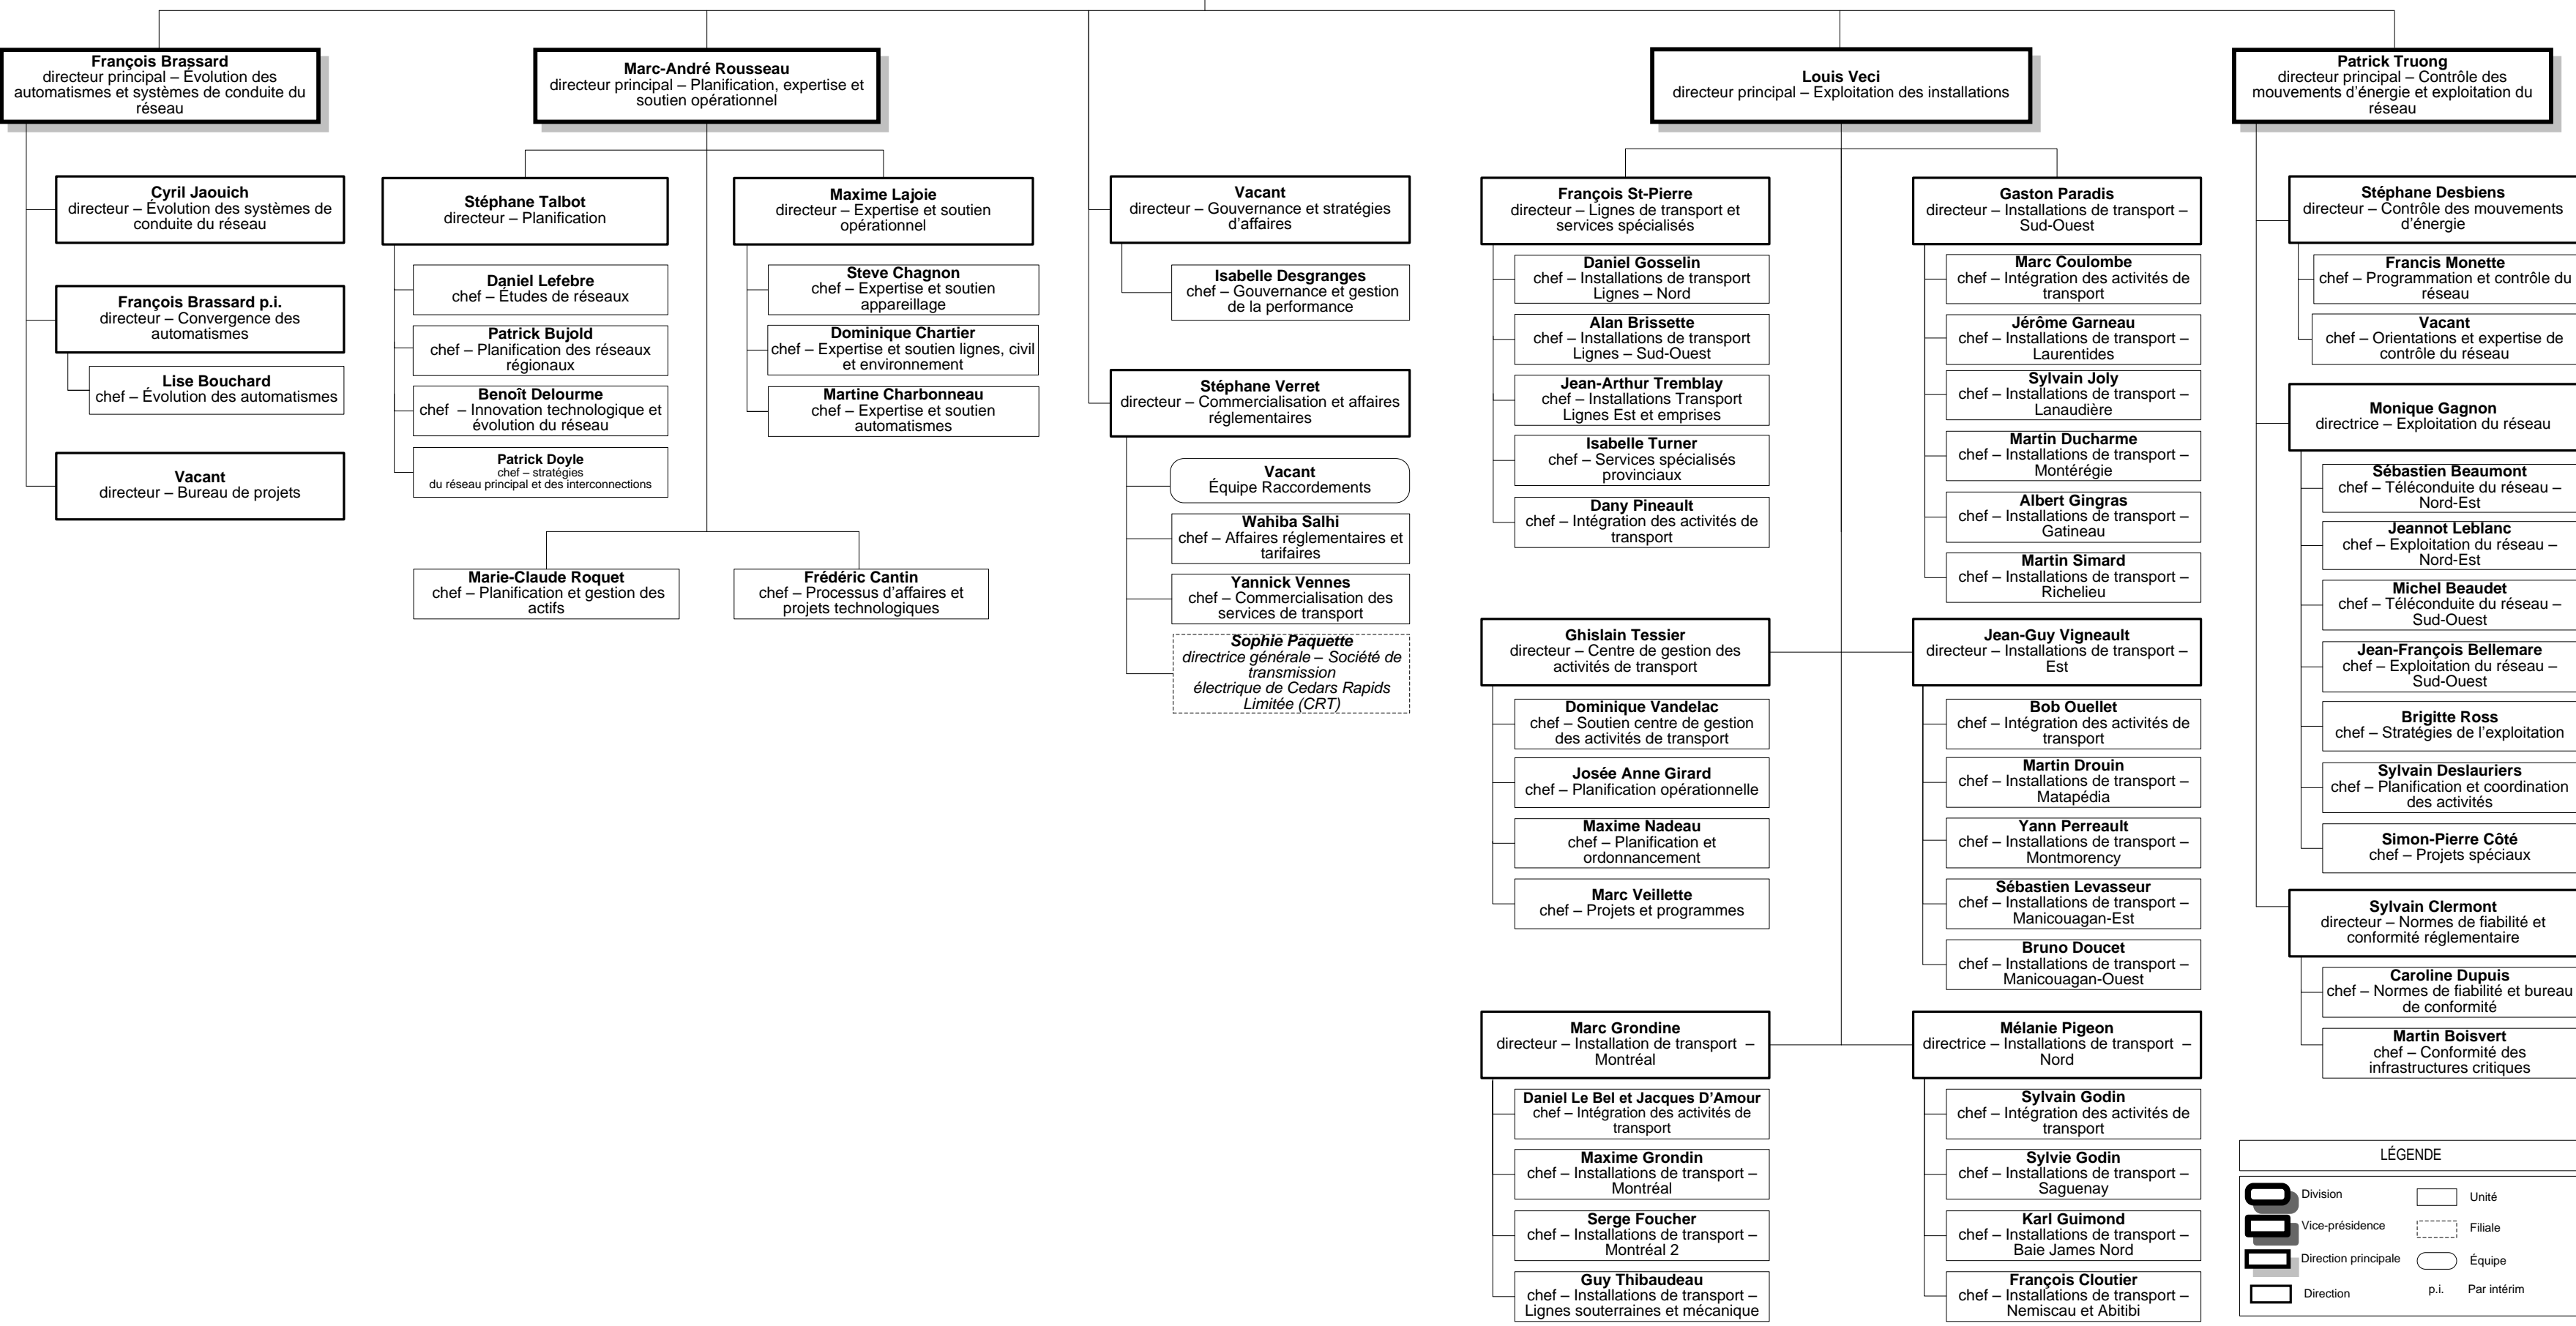 François Brassard
directeur principal – Évolution des
automatismes et systèmes de conduite du
réseau
Cyril Jaouich
directeur – Évolution des systèmes de
conduite du réseau
François Brassard p.i.
directeur – Convergence des
automatismes
Lise Bouchard
chef – Évolution des automatismes
Vacant
directeur – Bureau de projets
Marc-André Rousseau
directeur principal – Planification, expertise et
soutien opérationnel
Stéphane Talbot
directeur – Planification
Daniel Lefebre
chef – Études de réseaux
Patrick Bujold
chef – Planification des réseaux
régionaux
Benoît Delourme
chef – Innovation technologique et
évolution du réseau
Patrick Doyle
chef – stratégies
du réseau principal et des interconnections
Maxime Lajoie
directeur – Expertise et soutien
opérationnel
Steve Chagnon
chef – Expertise et soutien
appareillage
Dominique Chartier
chef – Expertise et soutien lignes, civil
et environnement
Martine Charbonneau
chef – Expertise et soutien
automatismes
Marie-Claude Roquet
chef – Planification et gestion des
actifs
Frédéric Cantin
chef – Processus d’affaires et
projets technologiques
Vacant
directeur – Gouvernance et stratégies
d’affaires
Isabelle Desgranges
chef – Gouvernance et gestion
de la performance
Stéphane Verret
directeur – Commercialisation et affaires
réglementaires
Vacant
Équipe Raccordements
Wahiba Salhi
chef – Affaires réglementaires et
tarifaires
Yannick Vennes
chef – Commercialisation des
services de transport
Sophie Paquette
directrice générale – Société de
transmission
électrique de Cedars Rapids
Limitée (CRT)
Louis Veci
directeur principal – Exploitation des installations
François St-Pierre
directeur – Lignes de transport et
services spécialisés
Daniel Gosselin
chef – Installations de transport
Lignes – Nord
Alan Brissette
chef – Installations de transport
Lignes – Sud-Ouest
Jean-Arthur Tremblay
chef – Installations Transport
Lignes Est et emprises
Isabelle Turner
chef – Services spécialisés
provinciaux
Dany Pineault
chef – Intégration des activités de
transport
Gaston Paradis
directeur – Installations de transport –
Sud-Ouest
Marc Coulombe
chef – Intégration des activités de
transport
Jérôme Garneau
chef – Installations de transport –
Laurentides
Sylvain Joly
chef – Installations de transport –
Lanaudière
Martin Ducharme
chef – Installations de transport –
Montérégie
Albert Gingras
chef – Installations de transport –
Gatineau
Martin Simard
chef – Installations de transport –
Richelieu
Ghislain Tessier
directeur – Centre de gestion des
activités de transport
Dominique Vandelac
chef – Soutien centre de gestion
des activités de transport
Josée Anne Girard
chef – Planification opérationnelle
Maxime Nadeau
chef – Planification et
ordonnancement
Marc Veillette
chef – Projets et programmes
Jean-Guy Vigneault
directeur – Installations de transport –
Est
Bob Ouellet
chef – Intégration des activités de
transport
Martin Drouin
chef – Installations de transport –
Matapédia
Yann Perreault
chef – Installations de transport –
Montmorency
Sébastien Levasseur
chef – Installations de transport –
Manicouagan-Est
Bruno Doucet
chef – Installations de transport –
Manicouagan-Ouest
Marc Grondine
directeur – Installation de transport –
Montréal
Daniel Le Bel et Jacques D’Amour
chef – Intégration des activités de
transport
Maxime Grondin
chef – Installations de transport –
Montréal
Serge Foucher
chef – Installations de transport –
Montréal 2
Guy Thibaudeau
chef – Installations de transport –
Lignes souterraines et mécanique
Mélanie Pigeon
directrice – Installations de transport –
Nord
Sylvain Godin
chef – Intégration des activités de
transport
Sylvie Godin
chef – Installations de transport –
Saguenay
Karl Guimond
chef – Installations de transport –
Baie James Nord
François Cloutier
chef – Installations de transport –
Nemiscau et Abitibi
Patrick Truong
directeur principal – Contrôle des
mouvements d’énergie et exploitation du
réseau
Stéphane Desbiens
directeur – Contrôle des mouvements
d’énergie
Francis Monette
chef – Programmation et contrôle du
réseau
Vacant
chef – Orientations et expertise de
contrôle du réseau
Monique Gagnon
directrice – Exploitation du réseau
Sébastien Beaumont
chef – Téléconduite du réseau –
Nord-Est
Jeannot Leblanc
chef – Exploitation du réseau –
Nord-Est
Michel Beaudet
chef – Téléconduite du réseau –
Sud-Ouest
Jean-François Bellemare
chef – Exploitation du réseau –
Sud-Ouest
Brigitte Ross
chef – Stratégies de l’exploitation
Sylvain Deslauriers
chef – Planification et coordination
des activités
Simon-Pierre Côté
chef – Projets spéciaux
Sylvain Clermont
directeur – Normes de fiabilité et
conformité réglementaire
Caroline Dupuis
chef – Normes de fiabilité et bureau
de conformité
Martin Boisvert
chef – Conformité des
infrastructures critiques
LÉGENDE
Division
Unité
Vice-présidence
Filiale
Direction principale
Équipe
Direction
p.i. Par intérim